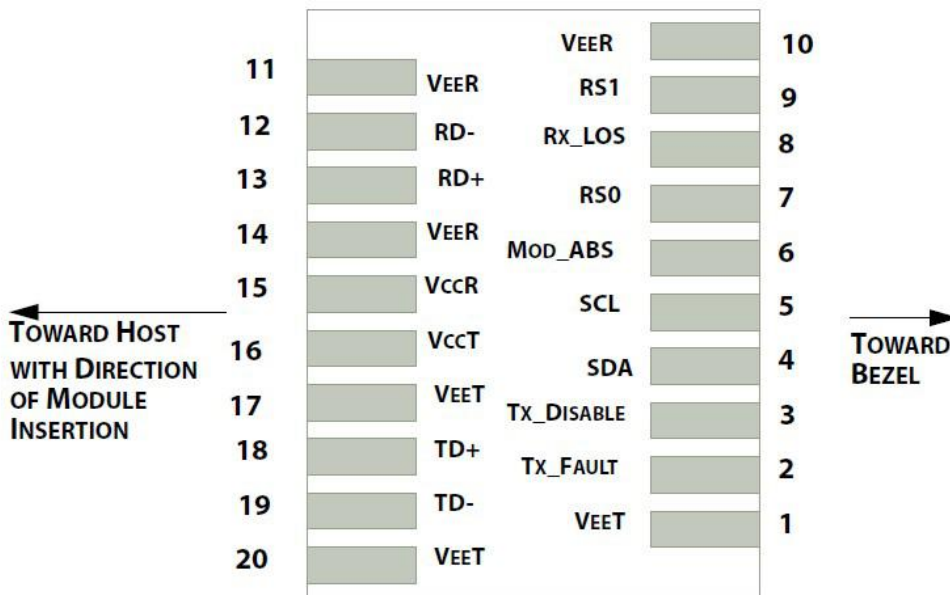 11 VEER
12 RD-
13 RD+
14 VEER
15 VCCR
16 VCCT
17 VEET
18 TD+
19 TD-
20 VEET
VEER 10
RS1 9
RX_LOS 8
RS0 7
MOD_ABS 6
SCL 5
SDA 4
TX_DISABLE 3
TX_FAULT 2
VEET 1
TOWARD HOST
WITH DIRECTION
OF MODULE
INSERTION
TOWARD
BEZEL